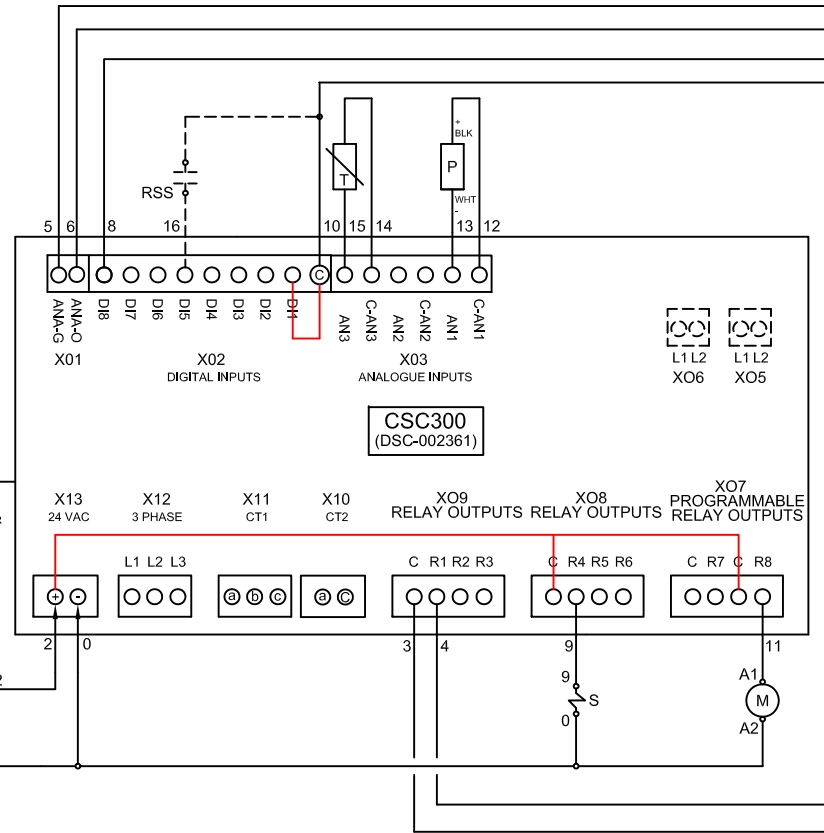 +
BLK
T
P
RSS
WHT
-
5 6 8 16 10 15 14 13 12
C
ANA-G ANA-O DI8 DI7 DI6 DI5 DI4 DI3 DI2 DI1 AN3 C-AN3 AN2 C-AN2 AN1 C-AN1
X01 X02 X03
DIGITAL INPUTS ANALOGUE INPUTS
L1 L2 L1 L2
XO6 XO5
CSC300
(DSC-002361)
X13 X12 X11 X10 XO9 XO8 XO7
24 VAC 3 PHASE CT1 CT2 RELAY OUTPUTS RELAY OUTPUTS PROGRAMMABLE
RELAY OUTPUTS
L1 L2 L3 C R1 R2 R3 C R4 R5 R6 C R7 C R8
+ - a b c a C
2 0 3 4 9 11
2
9
S
0
A1
M
A2